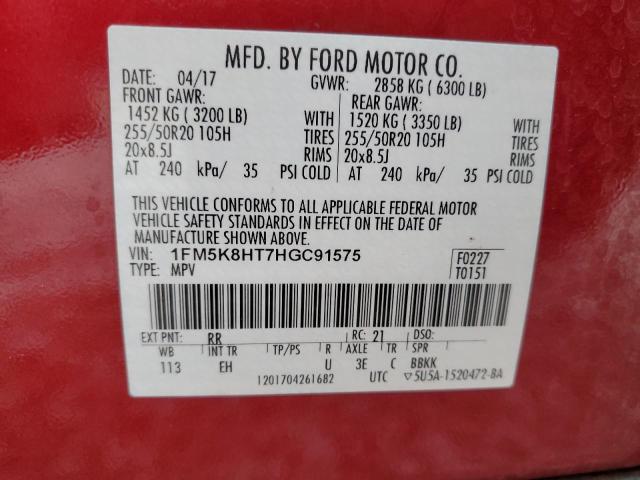 MFD. BY FORD MOTOR CO.
DATE: 04/17 GVWR: 2858 KG ( 6300 LB)
FRONT GAWR: REAR GAWR:
1452 KG ( 3200 LB) WITH 1520 KG ( 3350 LB) WITH
255/50R20 105H TIRES 255/50R20 105H TIRES
20x8.5J RIMS 20x8.5J RIMS
AT 240 kPa/ 35 PSI COLD AT 240 kPa/ 35 PSI COLD
THIS VEHICLE CONFORMS TO ALL APPLICABLE FEDERAL MOTOR
VEHICLE SAFETY STANDARDS IN EFFECT ON THE DATE OF
MANUFACTURE SHOWN ABOVE.
VIN: 1FM5K8HT7HGC91575 F0227
TYPE: MPV T0151
EXT PNT: RR RC: 21 DSO:
WB INT TR TP/PS R AXLE TR SPR
113 EH U 3E C BBKK
1201704261682 UTC ▽5U5A-1520472-BA